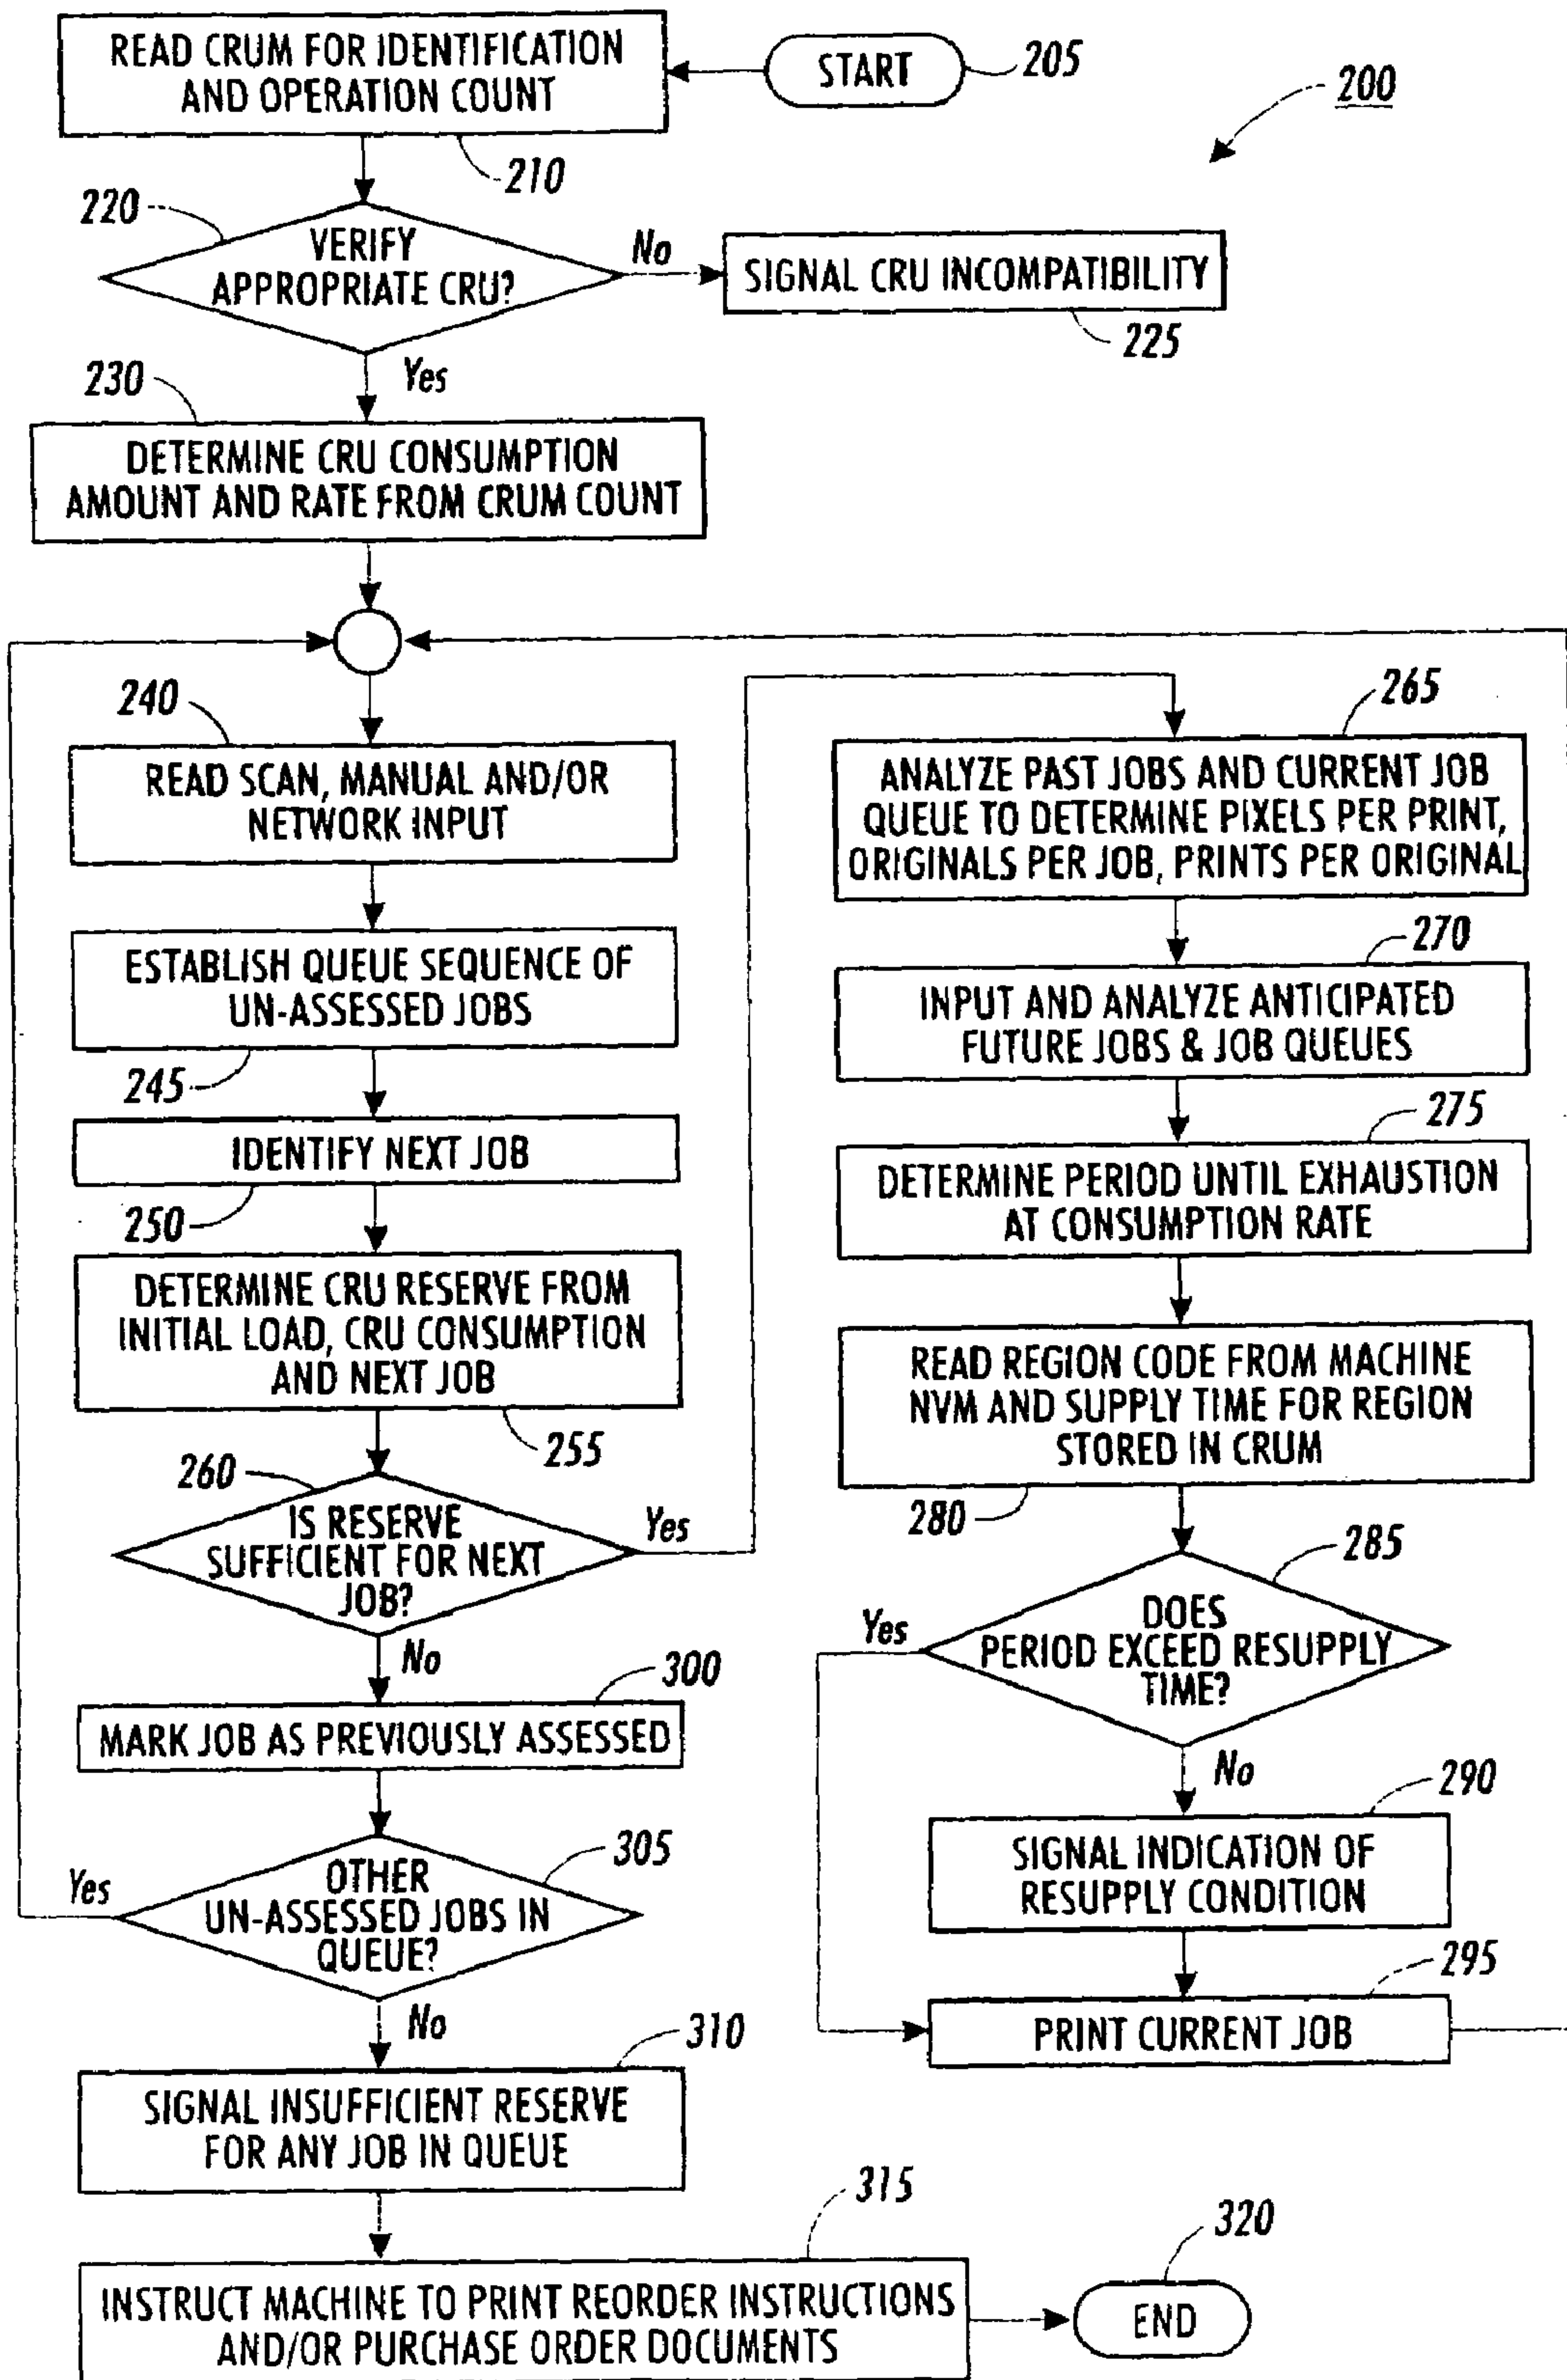 READ CRUM FOR IDENTIFICATION
AND OPERATION COUNT
START
205
200
210
220
VERIFY
APPROPRIATE CRU?
No
SIGNAL CRU INCOMPATIBILITY
225
Yes
230
DETERMINE CRU CONSUMPTION
AMOUNT AND RATE FROM CRUM COUNT
240
READ SCAN, MANUAL AND/OR
NETWORK INPUT
ESTABLISH QUEUE SEQUENCE OF
UN-ASSESSED JOBS
245
IDENTIFY NEXT JOB
250
DETERMINE CRU RESERVE FROM
INITIAL LOAD, CRU CONSUMPTION
AND NEXT JOB
255
260
IS RESERVE
SUFFICIENT FOR NEXT
JOB?
Yes
No
300
MARK JOB AS PREVIOUSLY ASSESSED
305
OTHER
UN-ASSESSED JOBS IN
QUEUE?
Yes
No
310
SIGNAL INSUFFICIENT RESERVE
FOR ANY JOB IN QUEUE
315
INSTRUCT MACHINE TO PRINT REORDER INSTRUCTIONS
AND/OR PURCHASE ORDER DOCUMENTS
320
END
265
ANALYZE PAST JOBS AND CURRENT JOB
QUEUE TO DETERMINE PIXELS PER PRINT,
ORIGINALS PER JOB, PRINTS PER ORIGINAL
270
INPUT AND ANALYZE ANTICIPATED
FUTURE JOBS & JOB QUEUES
275
DETERMINE PERIOD UNTIL EXHAUSTION
AT CONSUMPTION RATE
READ REGION CODE FROM MACHINE
NVM AND SUPPLY TIME FOR REGION
STORED IN CRUM
280
285
DOES
PERIOD EXCEED RESUPPLY
TIME?
Yes
No
290
SIGNAL INDICATION OF
RESUPPLY CONDITION
295
PRINT CURRENT JOB